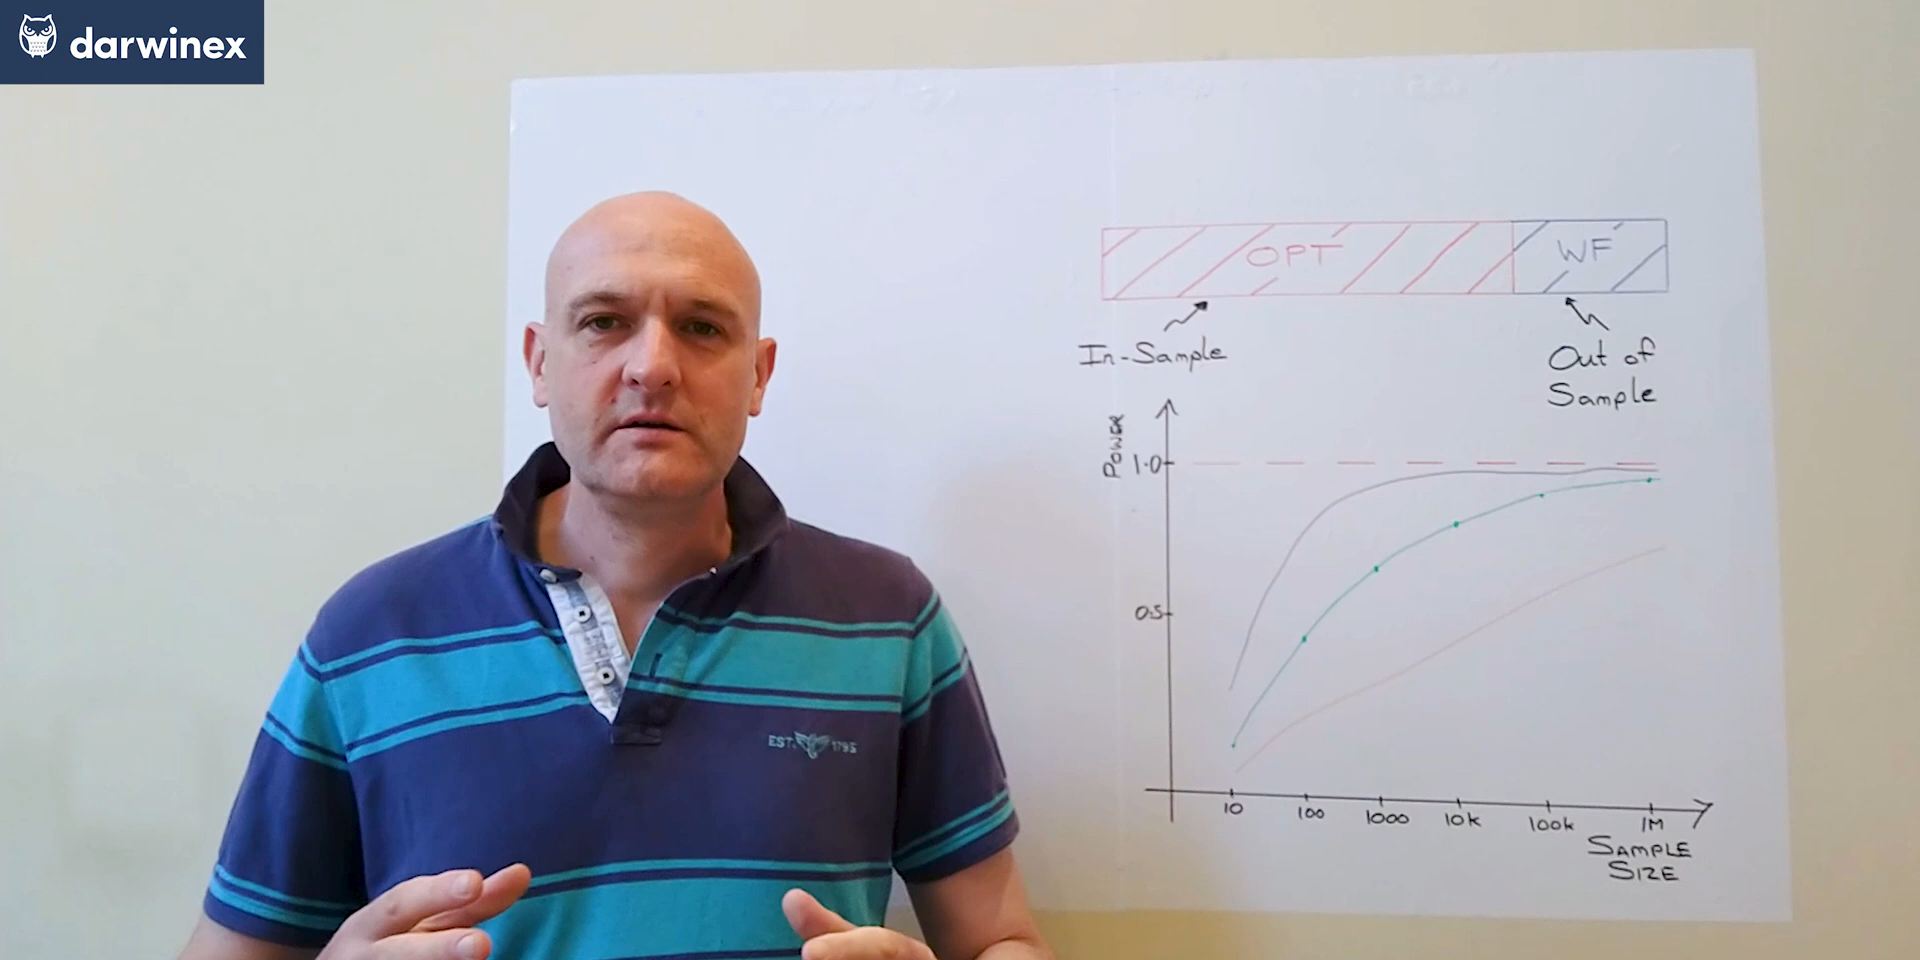 darwinex
OPT
WF
In-Sample
Out of
Sample
POWER
1.0
0.5
10
100
1000
10k
100k
1M
SAMPLE
SIZE
EST. 1795